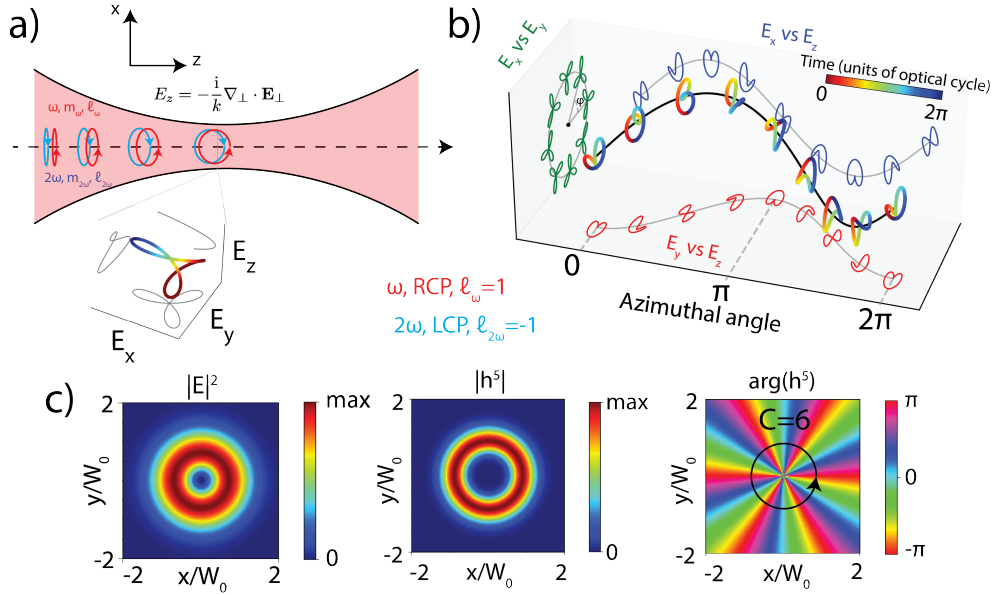 a)
x
z
E_z = -\frac{i}{k} ∇_⊥ · E_⊥
ω, m_ω, ℓ_ω
2ω, m_2ω, ℓ_2ω
E_z
E_y
E_x
ω, RCP, ℓ_ω=1
2ω, LCP, ℓ_2ω=-1
b)
E_x vs E_y
φ
E_x vs E_z
Time (units of optical cycle)
0
2π
E_y vs E_z
0
π
2π
Azimuthal angle
c)
|E|²
2
y/W_0
-2
-2
x/W_0
2
max
0
|h⁵|
2
y/W_0
-2
-2
x/W_0
2
max
0
arg(h⁵)
C=6
2
y/W_0
-2
-2
x/W_0
2
π
0
-π